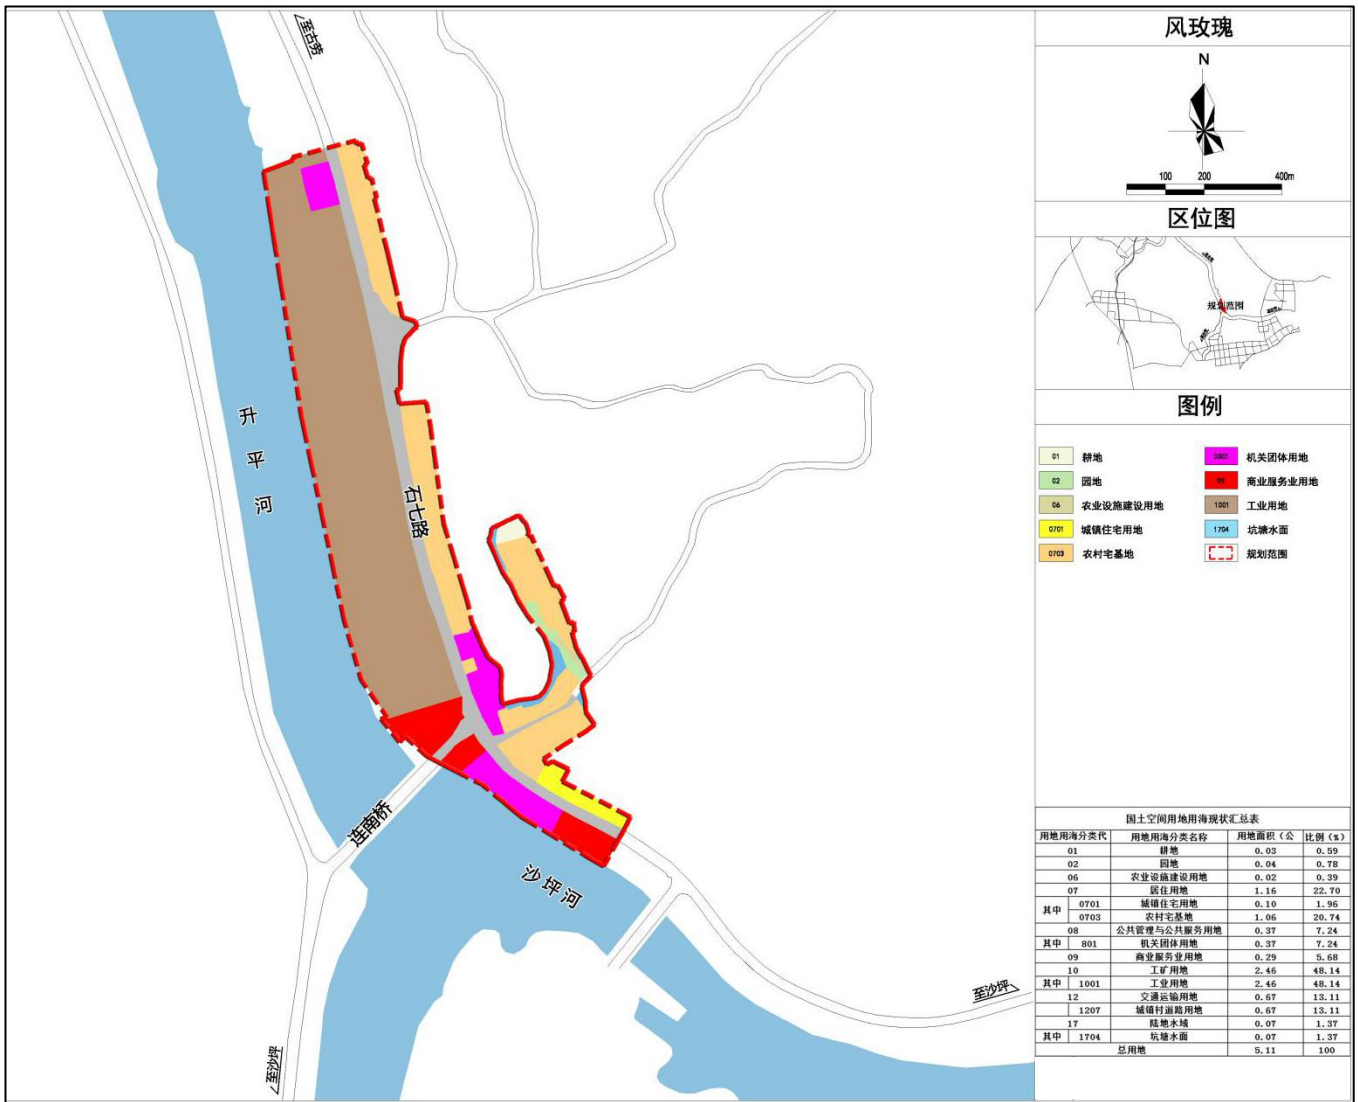 至古劳
升平河
石七路
连南桥
沙坪河
至沙坪
至沙坪
风玫瑰
N
100 200 400m
区位图
规划范围
图例
01 耕地
0801 机关团体用地
02 园地
09 商业服务业用地
06 农业设施建设用地
1001 工业用地
0701 城镇住宅用地
1704 坑塘水面
0703 农村宅基地
规划范围
国土空间用地用海现状汇总表
用地用海分类代 用地用海分类名称 用地面积（公 比例（%）
01 耕地 0.03 0.59
02 园地 0.04 0.78
06 农业设施建设用地 0.02 0.39
07 居住用地 1.16 22.70
其中 0701 城镇住宅用地 0.10 1.96
0703 农村宅基地 1.06 20.74
08 公共管理与公共服务用地 0.37 7.24
其中 801 机关团体用地 0.37 7.24
09 商业服务业用地 0.29 5.68
10 工矿用地 2.46 48.14
其中 1001 工业用地 2.46 48.14
12 交通运输用地 0.67 13.11
1207 城镇村道路用地 0.67 13.11
17 陆地水域 0.07 1.37
其中 1704 坑塘水面 0.07 1.37
总用地 5.11 100